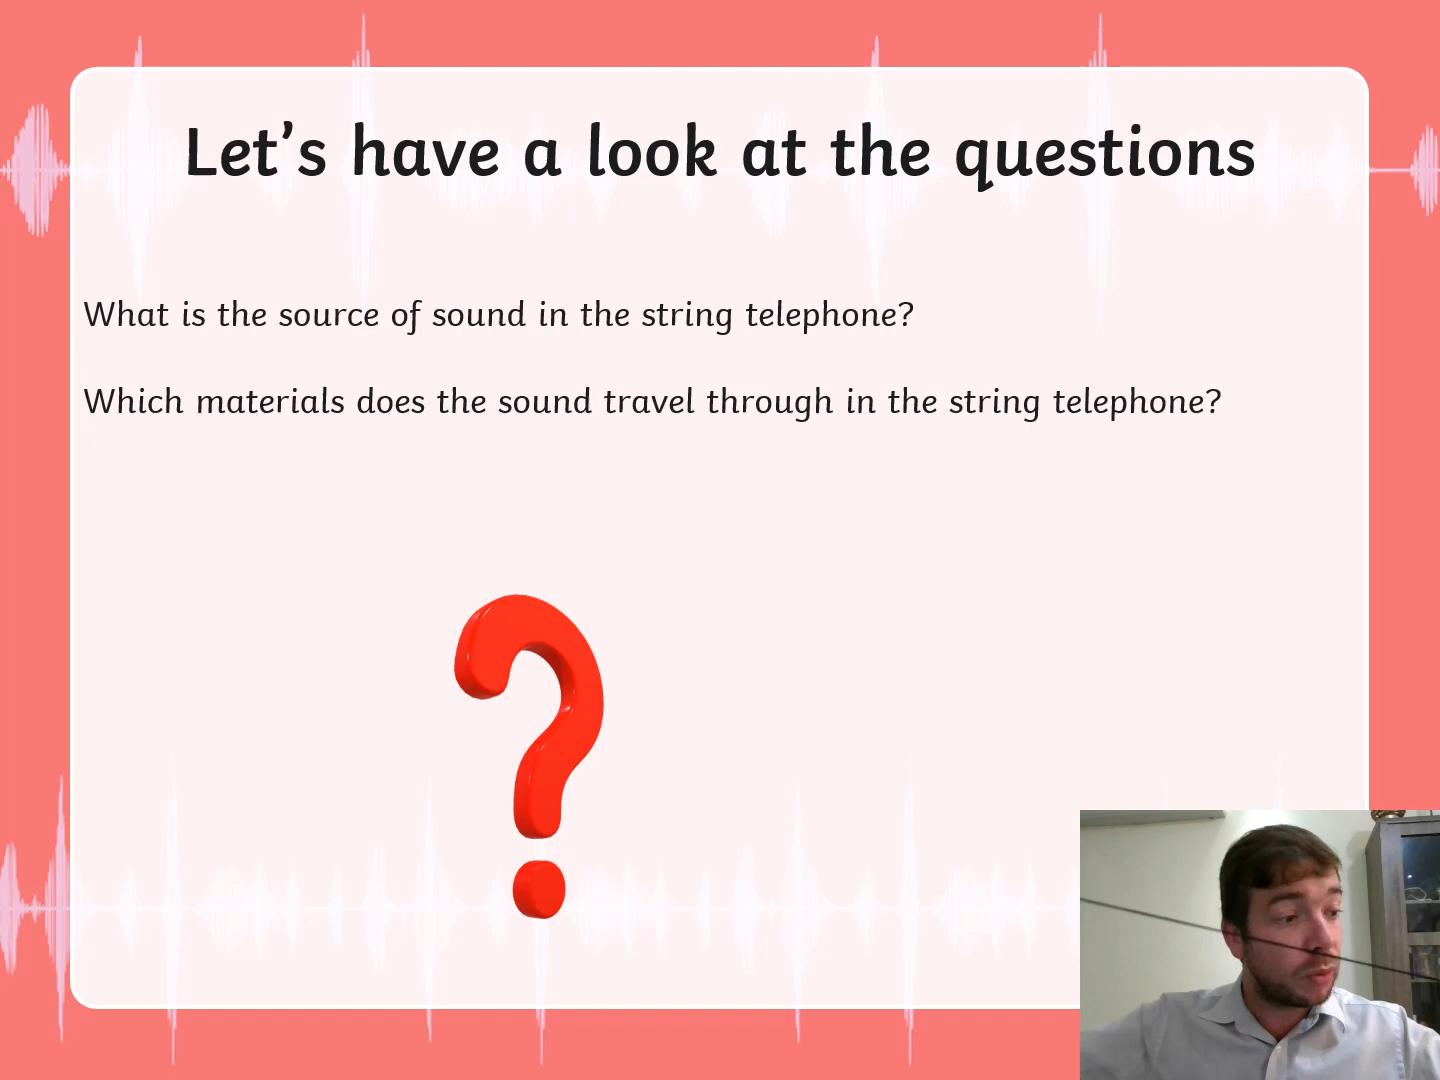 Let’s have a look at the questions
What is the source of sound in the string telephone?
Which materials does the sound travel through in the string telephone?